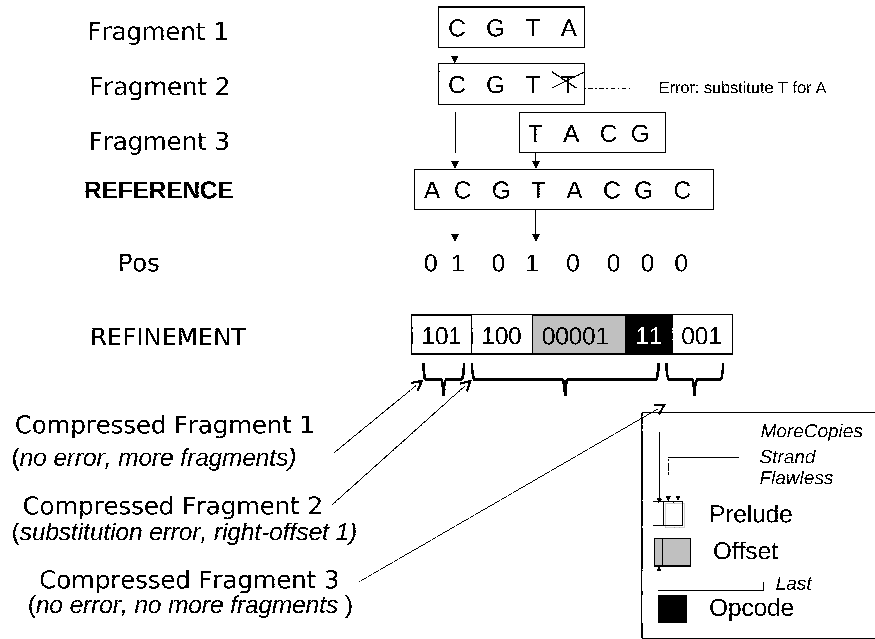 Fragment 1 C G T A
Fragment 2 C G T T Error: substitute T for A
Fragment 3 T A C G
REFERENCE A C G T A C G C
Pos 0 1 0 1 0 0 0 0
REFINEMENT 101 100 00001 11 001
Compressed Fragment 1
(no error, more fragments)
Compressed Fragment 2
(substitution error, right-offset 1)
Compressed Fragment 3
(no error, no more fragments )
MoreCopies
Strand
Flawless
Prelude
Offset
Last
Opcode